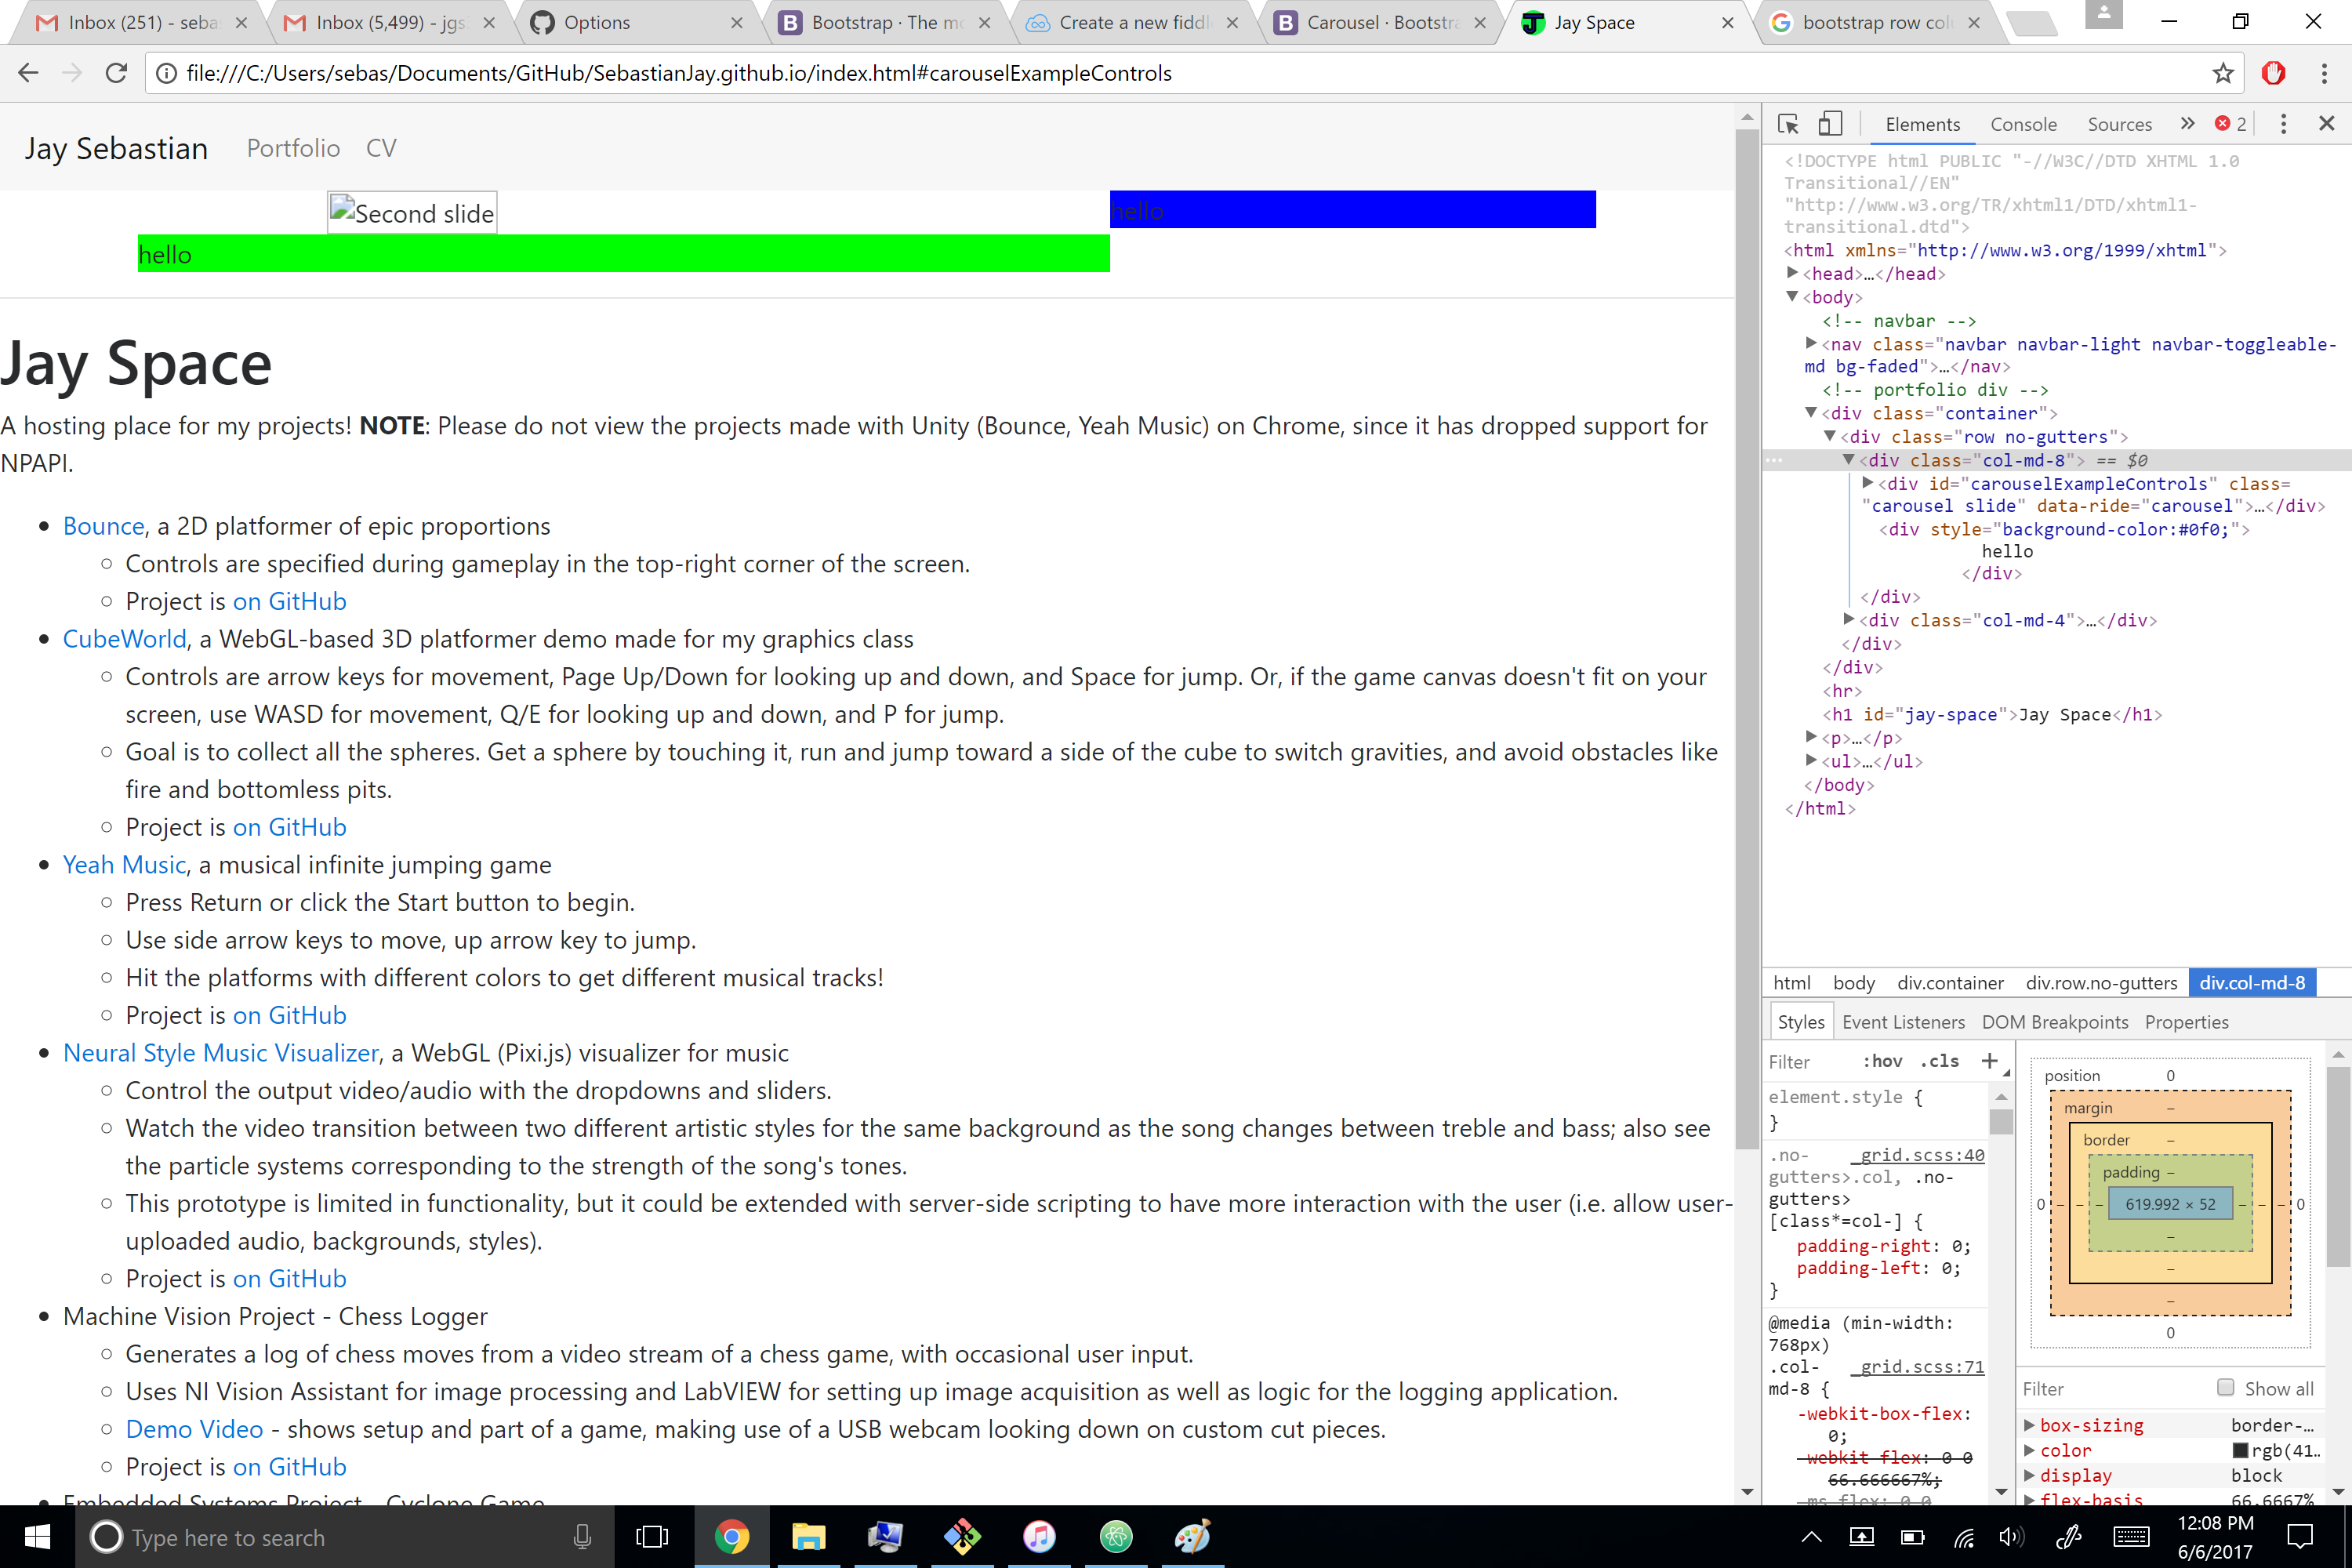 Inbox (251) - sebas
Inbox (5,499) - jgs
Options
Bootstrap · The mo
Create a new fiddl
Carousel · Bootstra
Jay Space
bootstrap row col
file:///C:/Users/sebas/Documents/GitHub/SebastianJay.github.io/index.html#carouselExampleControls
Jay Sebastian Portfolio CV
Second slide
hello
hello
Jay Space
A hosting place for my projects! NOTE: Please do not view the projects made with Unity (Bounce, Yeah Music) on Chrome, since it has dropped support for
NPAPI.
Bounce, a 2D platformer of epic proportions
Controls are specified during gameplay in the top-right corner of the screen.
Project is on GitHub
CubeWorld, a WebGL-based 3D platformer demo made for my graphics class
Controls are arrow keys for movement, Page Up/Down for looking up and down, and Space for jump. Or, if the game canvas doesn't fit on your
screen, use WASD for movement, Q/E for looking up and down, and P for jump.
Goal is to collect all the spheres. Get a sphere by touching it, run and jump toward a side of the cube to switch gravities, and avoid obstacles like
fire and bottomless pits.
Project is on GitHub
Yeah Music, a musical infinite jumping game
Press Return or click the Start button to begin.
Use side arrow keys to move, up arrow key to jump.
Hit the platforms with different colors to get different musical tracks!
Project is on GitHub
Neural Style Music Visualizer, a WebGL (Pixi.js) visualizer for music
Control the output video/audio with the dropdowns and sliders.
Watch the video transition between two different artistic styles for the same background as the song changes between treble and bass; also see
the particle systems corresponding to the strength of the song's tones.
This prototype is limited in functionality, but it could be extended with server-side scripting to have more interaction with the user (i.e. allow user-
uploaded audio, backgrounds, styles).
Project is on GitHub
Machine Vision Project - Chess Logger
Generates a log of chess moves from a video stream of a chess game, with occasional user input.
Uses NI Vision Assistant for image processing and LabVIEW for setting up image acquisition as well as logic for the logging application.
Demo Video - shows setup and part of a game, making use of a USB webcam looking down on custom cut pieces.
Project is on GitHub
Embedded Systems Project - Cyclone Game
Elements Console Sources » 2
<!DOCTYPE html PUBLIC "-//W3C//DTD XHTML 1.0
Transitional//EN"
"http://www.w3.org/TR/xhtml1/DTD/xhtml1-
transitional.dtd">
<html xmlns="http://www.w3.org/1999/xhtml">
<head>…</head>
<body>
<!-- navbar -->
<nav class="navbar navbar-light navbar-toggleable-
md bg-faded">…</nav>
<!-- portfolio div -->
<div class="container">
<div class="row no-gutters">
<div class="col-md-8"> == $0
<div id="carouselExampleControls" class=
"carousel slide" data-ride="carousel">…</div>
<div style="background-color:#0f0;">
hello
</div>
</div>
<div class="col-md-4">…</div>
</div>
</div>
<hr>
<h1 id="jay-space">Jay Space</h1>
<p>…</p>
<ul>…</ul>
</body>
</html>
html body div.container div.row.no-gutters div.col-md-8
Styles Event Listeners DOM Breakpoints Properties
Filter :hov .cls +
element.style {
}
.no- _grid.scss:40
gutters>.col, .no-
gutters>
[class*=col-] {
padding-right: 0;
padding-left: 0;
}
@media (min-width:
768px)
.col- _grid.scss:71
md-8 {
-webkit-box-flex:
0;
-webkit-flex: 0 0
66.666667%;
-ms-flex: 0 0
position 0
margin -
border -
padding -
0 - - - 619.992 × 52 - - - 0
-
-
-
0
Filter Show all
box-sizing border-…
color rgb(41…
display block
flex-basis 66.6667%
Type here to search
12:08 PM
6/6/2017